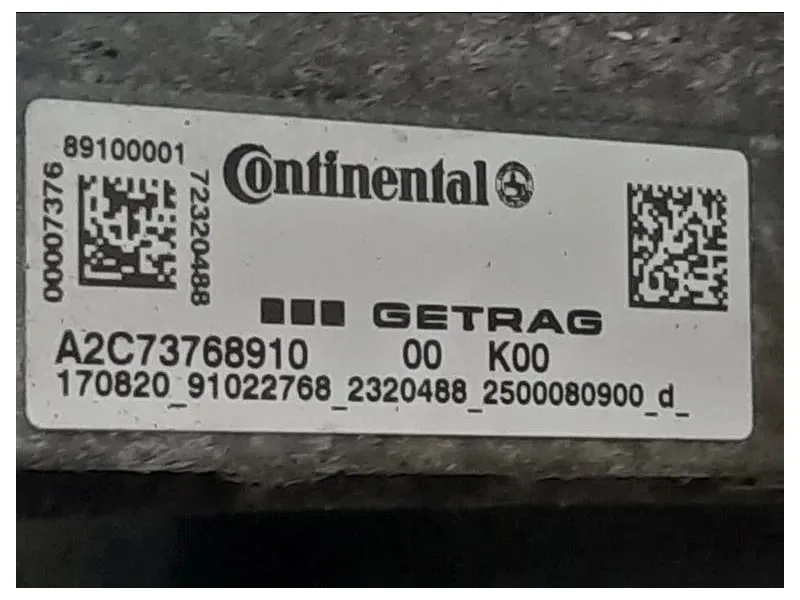 89100001
00007376
72320488
Continental
GETRAG
A2C73768910 00 K00
170820_91022768_2320488_2500080900_d_